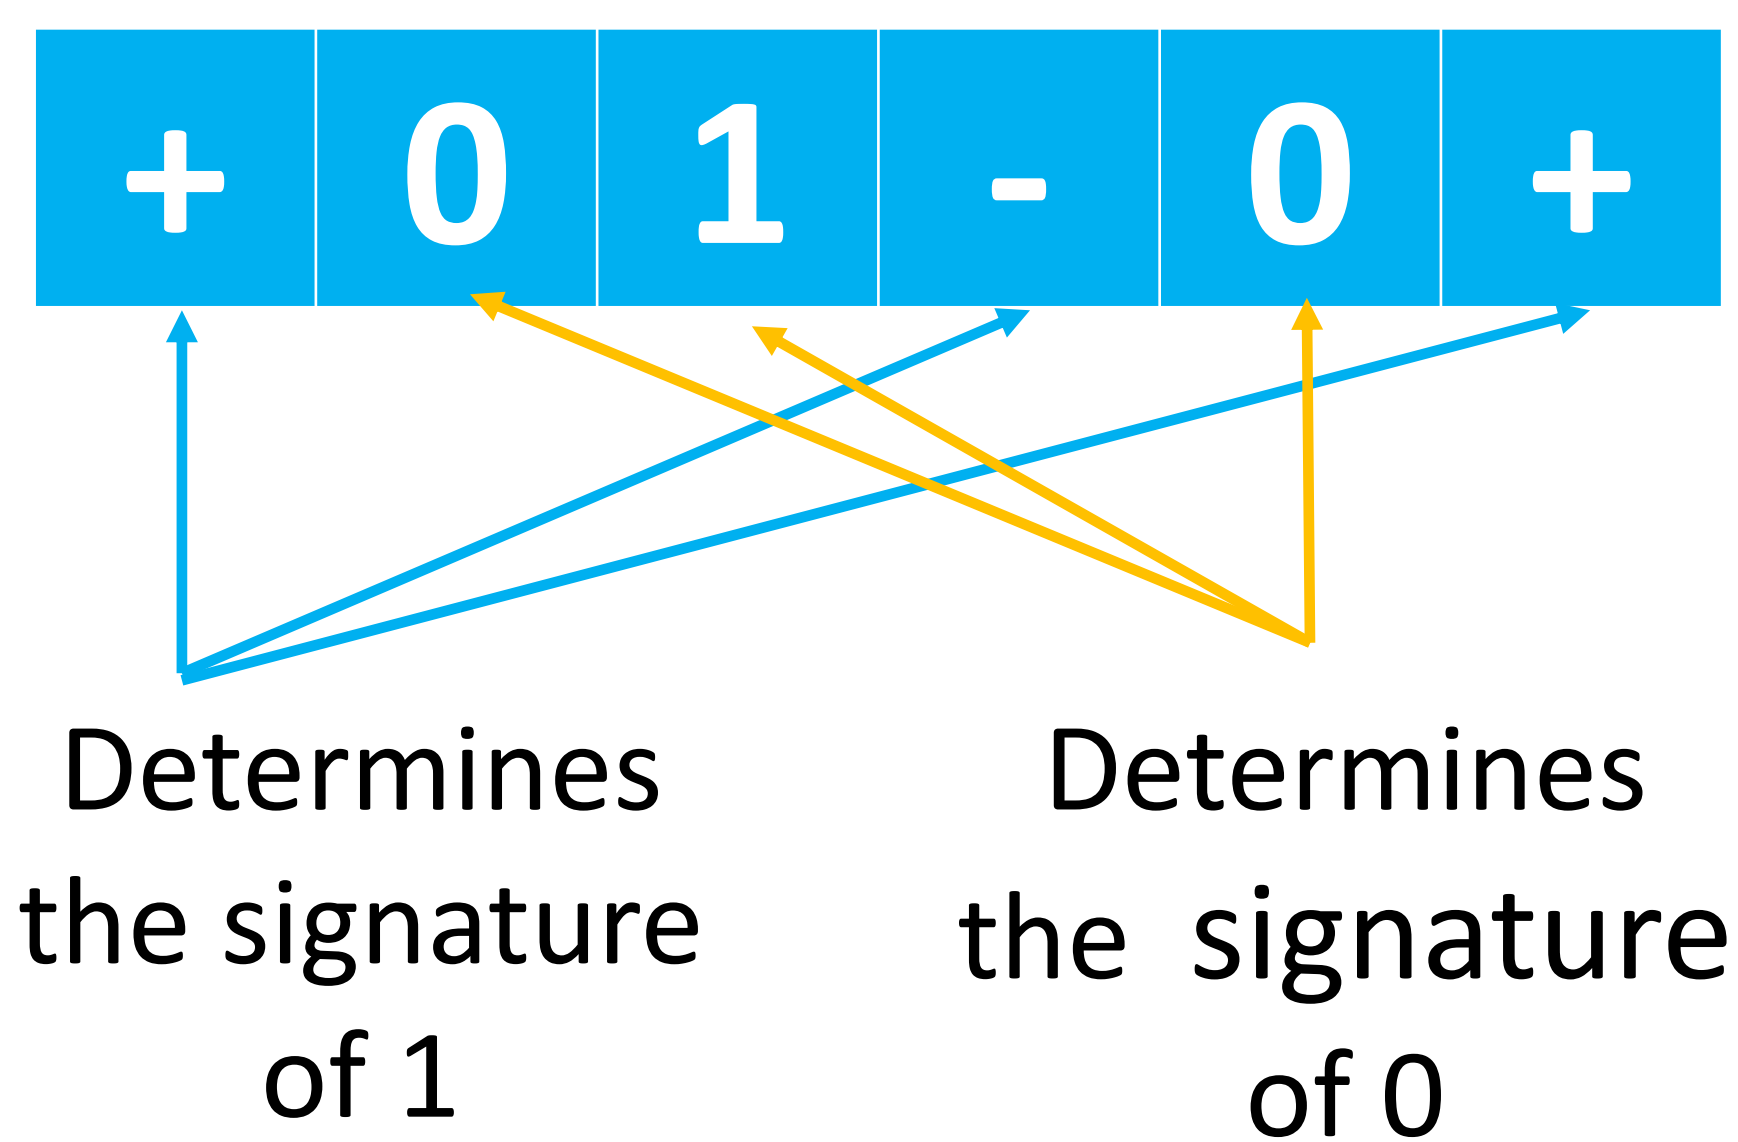 + 0 1 - 0 +
Determines
the signature
of 1
Determines
the signature
of 0